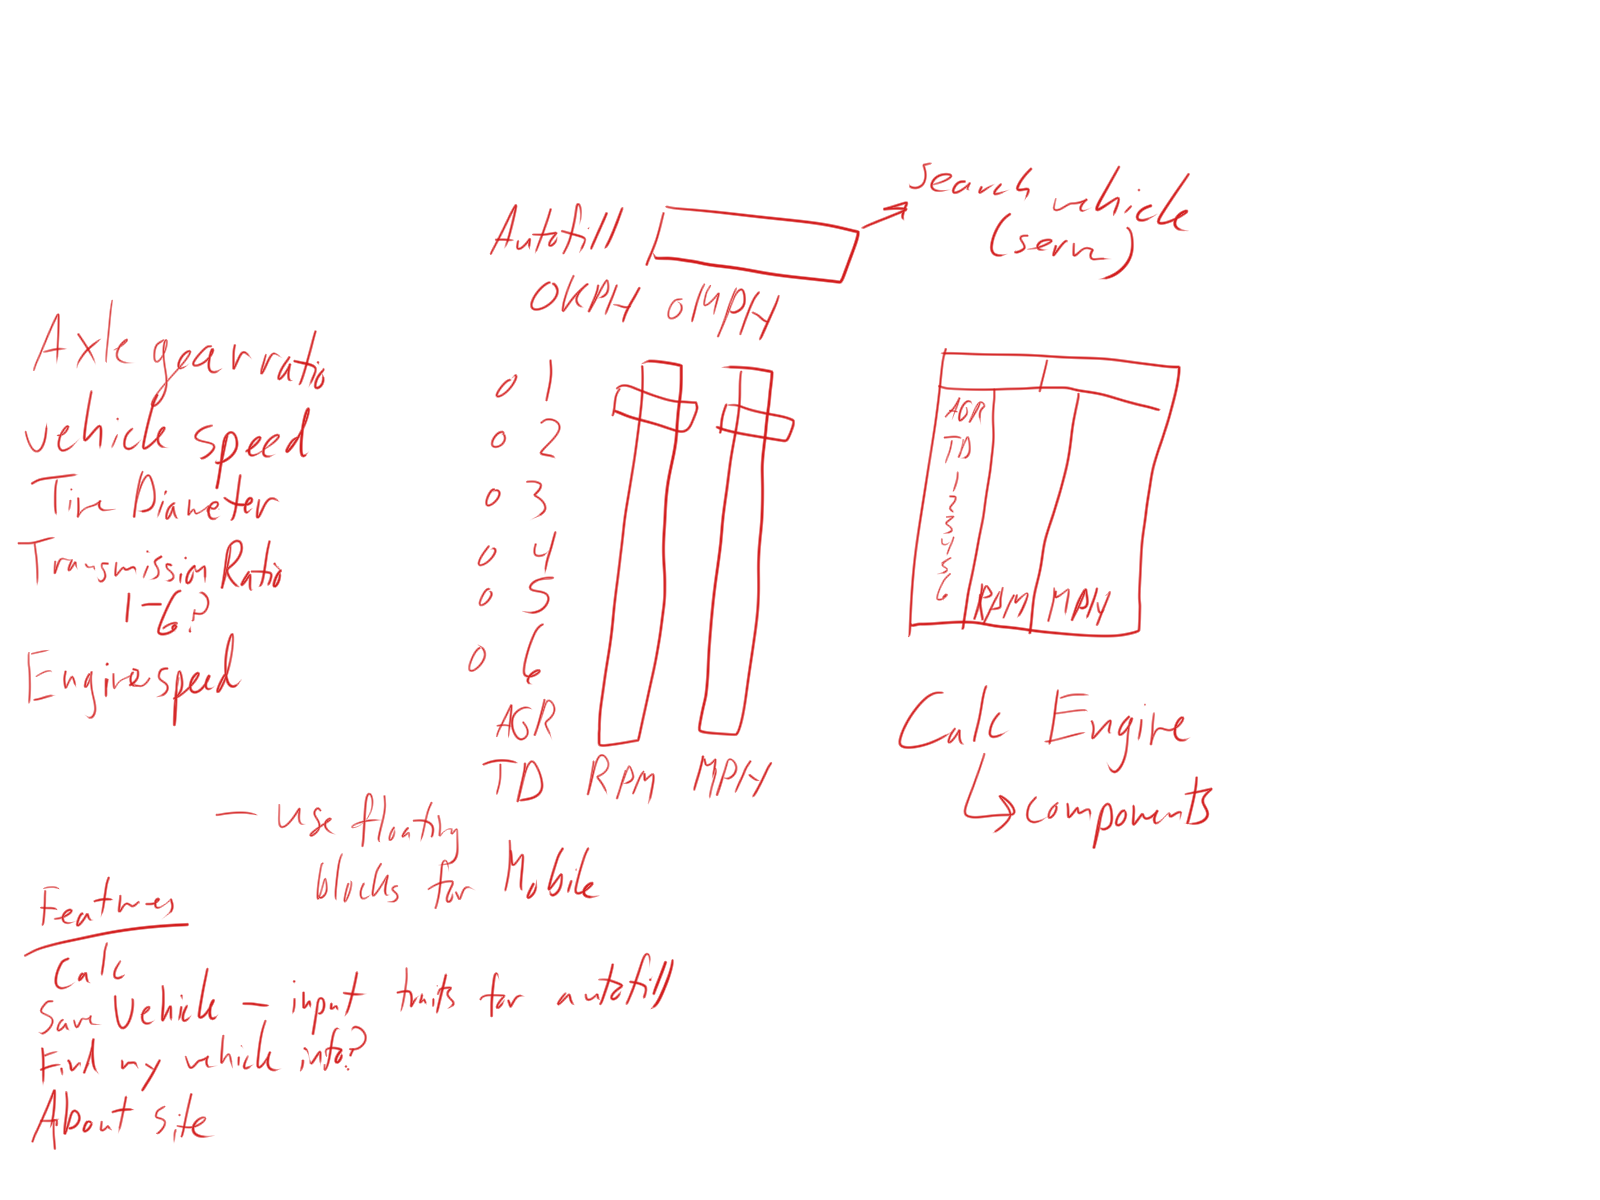 Search vehicle
(serve)
Autofill
O KPH O MPH
Axle gear ratio
vehicle speed
Tire Diameter
Transmission Ratio
1-6?
Engine speed
o 1
o 2
o 3
o 4
o 5
o 6
AGR
TD RPM MPH
AGR
TD
1
2
3
4
5
6
RPM MPH
Calc Engine
components
- use floating
blocks for Mobile
Features
Calc
Save Vehicle - input traits for autofill
Find my vehicle info?
About site